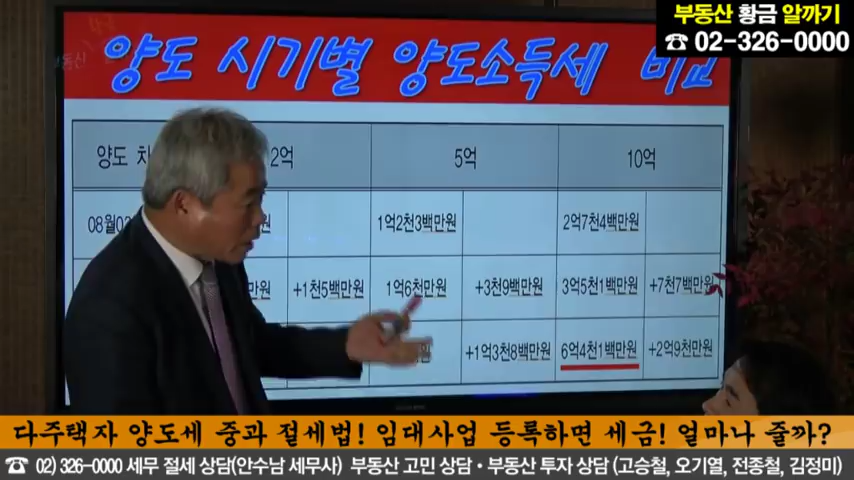 부동산 황금 알까기
☎ 02-326-0000
양도 시기별 양도소득세 비교
양도 차 2억 5억 10억
08월02 1억2천3백만원 2억7천4백만원
만원 +1천5백만원 1억6천만원 +3천9백만원 3억5천1백만원 +7천7백만원
+1억3천8백만원 6억4천1백만원 +2억9천만원
다주택자 양도세 중과 절세법! 임대사업 등록하면 세금! 얼마나 줄까?
☎ 02) 326-0000 세무 절세 상담(안수남 세무사) 부동산 고민 상담·부동산 투자 상담 (고승철, 오기열, 전종철, 김정미)